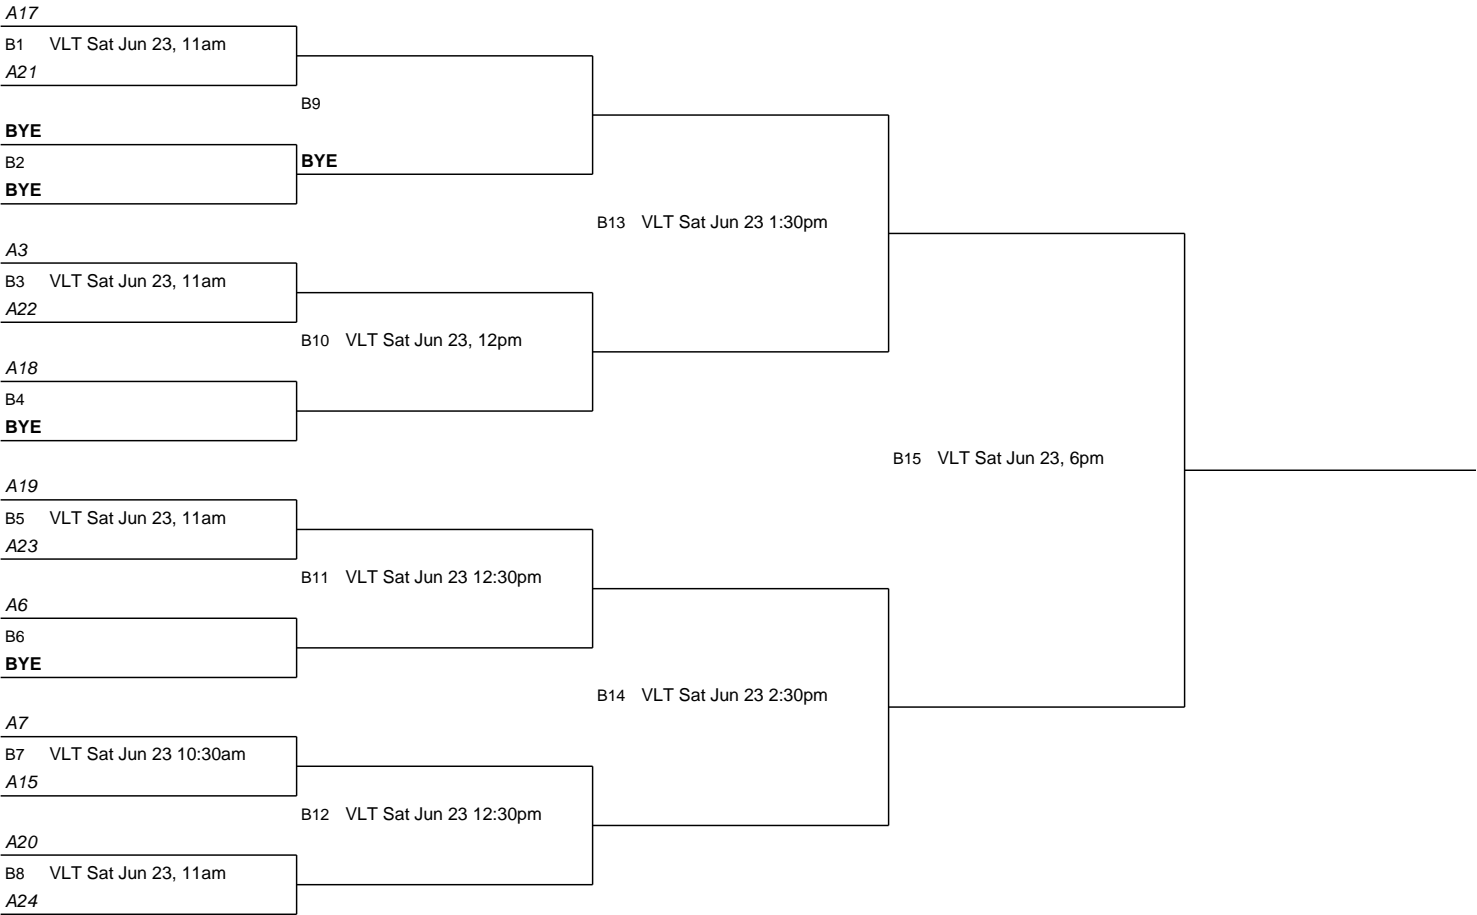 A17
B1 VLT Sat Jun 23, 11am
A21
B9
BYE
B2
BYE
BYE
B13 VLT Sat Jun 23 1:30pm
A3
B3 VLT Sat Jun 23, 11am
A22
B10 VLT Sat Jun 23, 12pm
A18
B4
BYE
B15 VLT Sat Jun 23, 6pm
A19
B5 VLT Sat Jun 23, 11am
A23
B11 VLT Sat Jun 23 12:30pm
A6
B6
BYE
B14 VLT Sat Jun 23 2:30pm
A7
B7 VLT Sat Jun 23 10:30am
A15
B12 VLT Sat Jun 23 12:30pm
A20
B8 VLT Sat Jun 23, 11am
A24